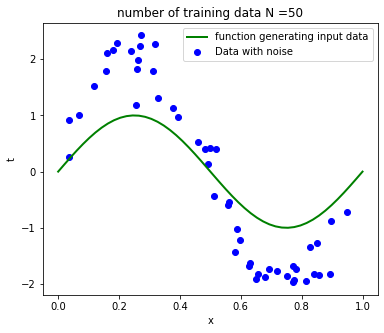 number of training data N =50
function generating input data
Data with noise
2
1
0
−1
−2
t
0.0 0.2 0.4 0.6 0.8 1.0
x